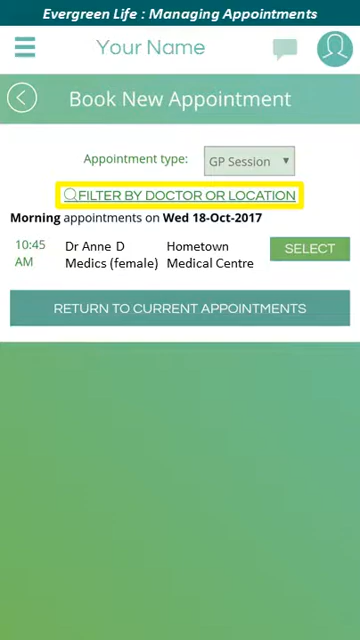 Evergreen Life : Managing Appointments
Your Name
Book New Appointment
Appointment type: GP Session ▼
FILTER BY DOCTOR OR LOCATION
Morning appointments on Wed 18-Oct-2017
10:45 Dr Anne D Hometown SELECT
AM Medics (female) Medical Centre
RETURN TO CURRENT APPOINTMENTS